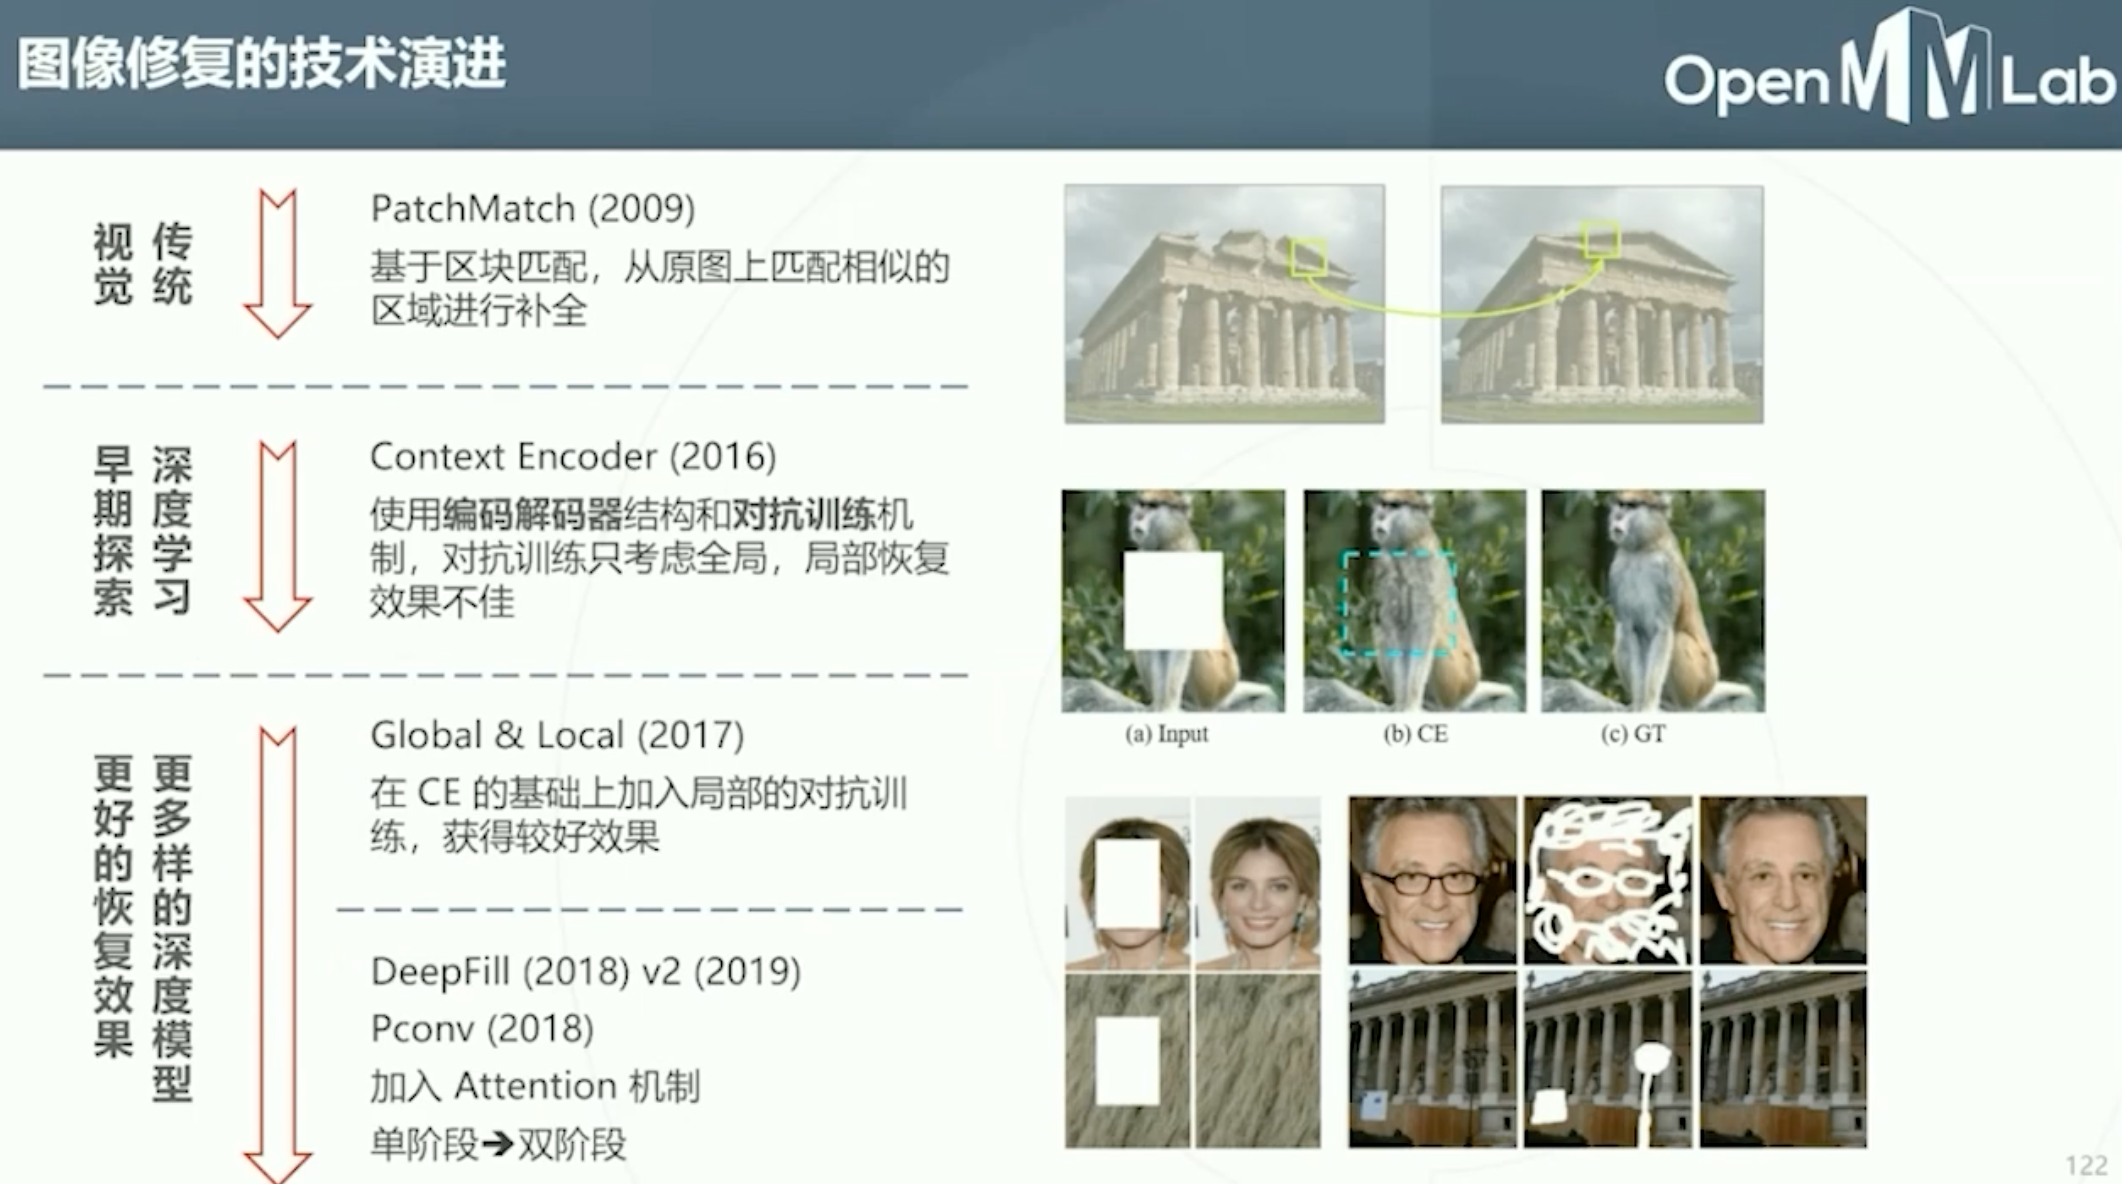 图像修复的技术演进
Open MM Lab
传统
视觉
PatchMatch (2009)
基于区块匹配，从原图上匹配相似的
区域进行补全
深度学习
早期探索
Context Encoder (2016)
使用编码解码器结构和对抗训练机
制，对抗训练只考虑全局，局部恢复
效果不佳
(a) Input
(b) CE
(c) GT
更多样的深度模型
更好的恢复效果
Global & Local (2017)
在 CE 的基础上加入局部的对抗训
练，获得较好效果
DeepFill (2018) v2 (2019)
Pconv (2018)
加入 Attention 机制
单阶段➔双阶段
122